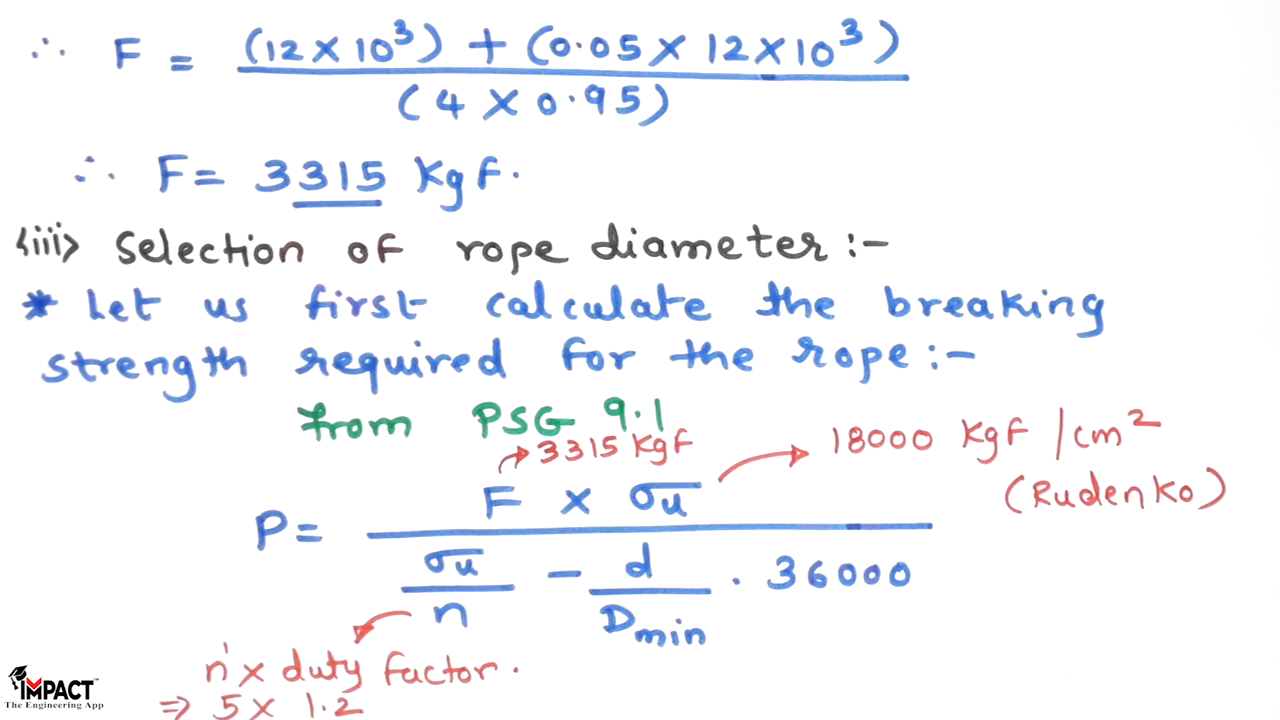 ∴ F = (12×10³) + (0.05 × 12×10³)
(4 × 0.95)
∴ F = 3315 Kgf.
<iii> Selection of rope diameter :-
* Let us first calculate the breaking
strength required for the rope :-
from PSG 9.1
→ 3315 Kgf
→ 18000 Kgf /cm²
(Rudenko)
P = F × σu
σu/n - d/Dmin . 36000
n' × duty factor.
⇒ 5 × 1.2
IMPACT
The Engineering App